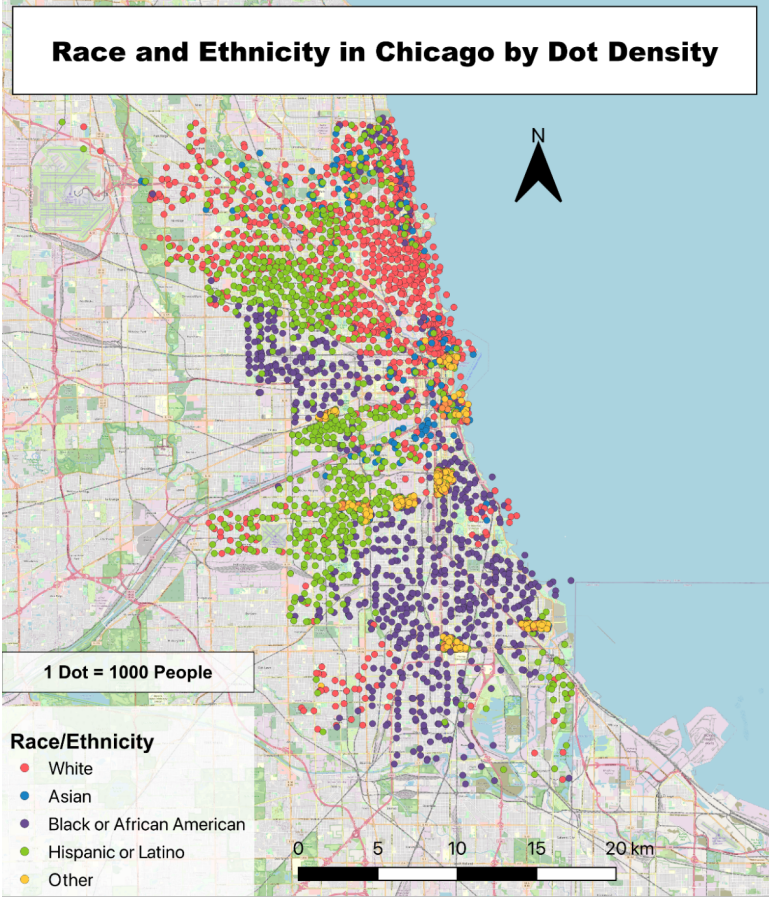 Race and Ethnicity in Chicago by Dot Density
N
1 Dot = 1000 People
Race/Ethnicity
White
Asian
Black or African American
Hispanic or Latino
Other
0 5 10 15 20 km